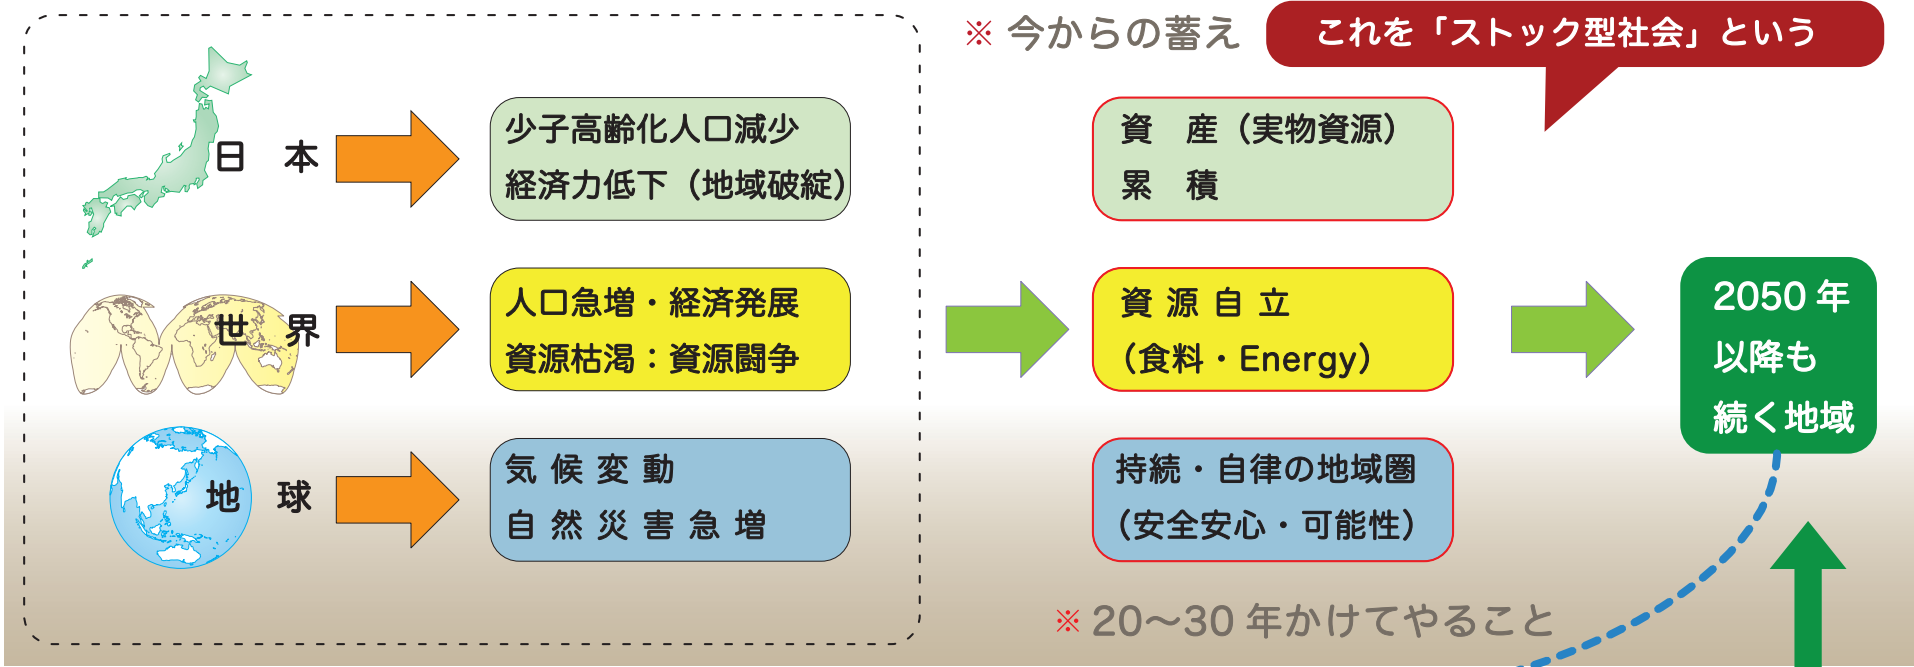 ※ 今からの蓄え
これを「ストック型社会」という
日 本
少子高齢化人口減少
経済力低下（地域破綻）
資 産（実物資源）
累 積
世 界
人口急増・経済発展
資源枯渇：資源闘争
資 源 自 立
（食料・Energy）
2050 年
以降も
続く地域
地 球
気 候 変 動
自 然 災 害 急 増
持続・自律の地域圏
（安全安心・可能性）
※ 20～30 年かけてやること